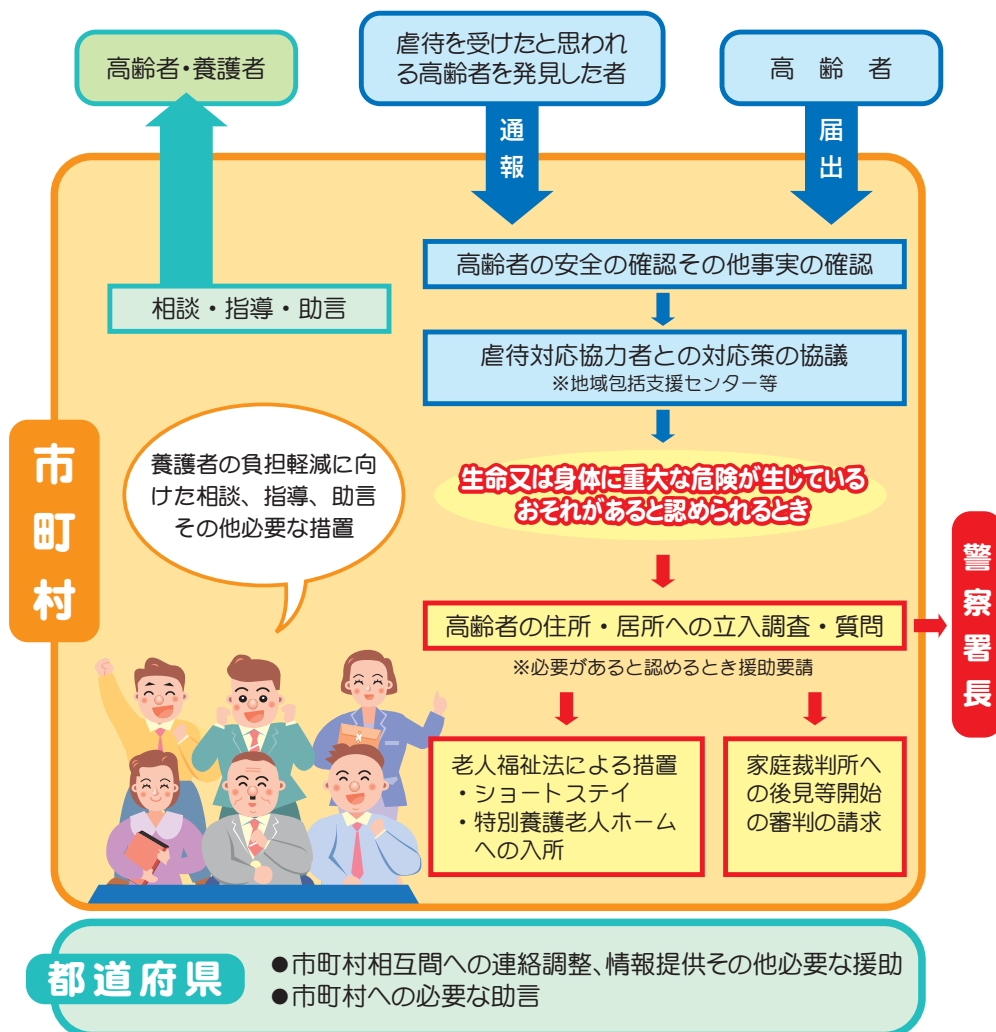 高齢者・養護者
虐待を受けたと思われ
る高齢者を発見した者
高齢者
通報
届出
高齢者の安全の確認その他事実の確認
相談・指導・助言
虐待対応協力者との対応策の協議
※地域包括支援センター等
市町村
養護者の負担軽減に向
けた相談、指導、助言
その他必要な措置
生命又は身体に重大な危険が生じている
おそれがあると認められるとき
高齢者の住所・居所への立入調査・質問
警察署長
※必要があると認めるとき援助要請
老人福祉法による措置
・ショートステイ
・特別養護老人ホーム
への入所
家庭裁判所へ
の後見等開始
の審判の請求
都道府県
●市町村相互間への連絡調整、情報提供その他必要な援助
●市町村への必要な助言